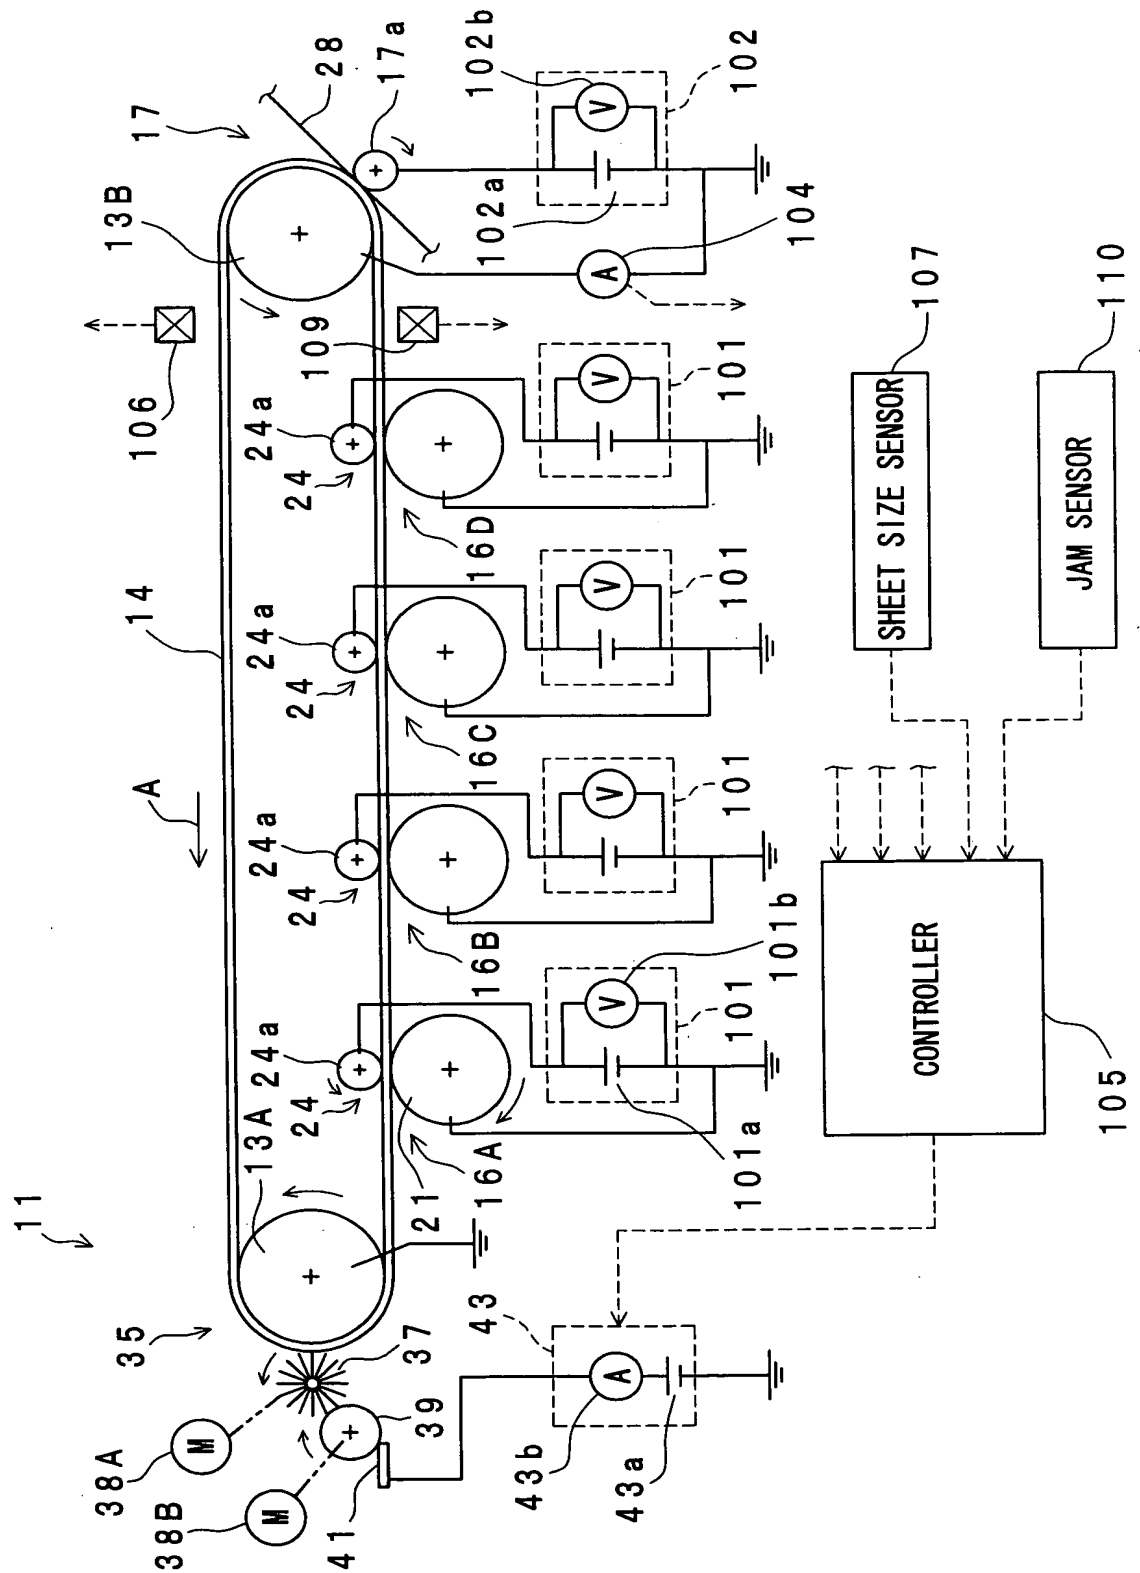 11
35
13A
A
14
13B
17
28
17a
106
109
38A
38B
M
M
37
39
41
24
24a
24
24a
24
24a
24
24a
21
16A
16B
16C
16D
43
A
43b
43a
101
V
101a
101b
101
V
101
V
101
V
102
V
102a
102b
A
104
CONTROLLER
105
SHEET SIZE SENSOR
107
JAM SENSOR
110